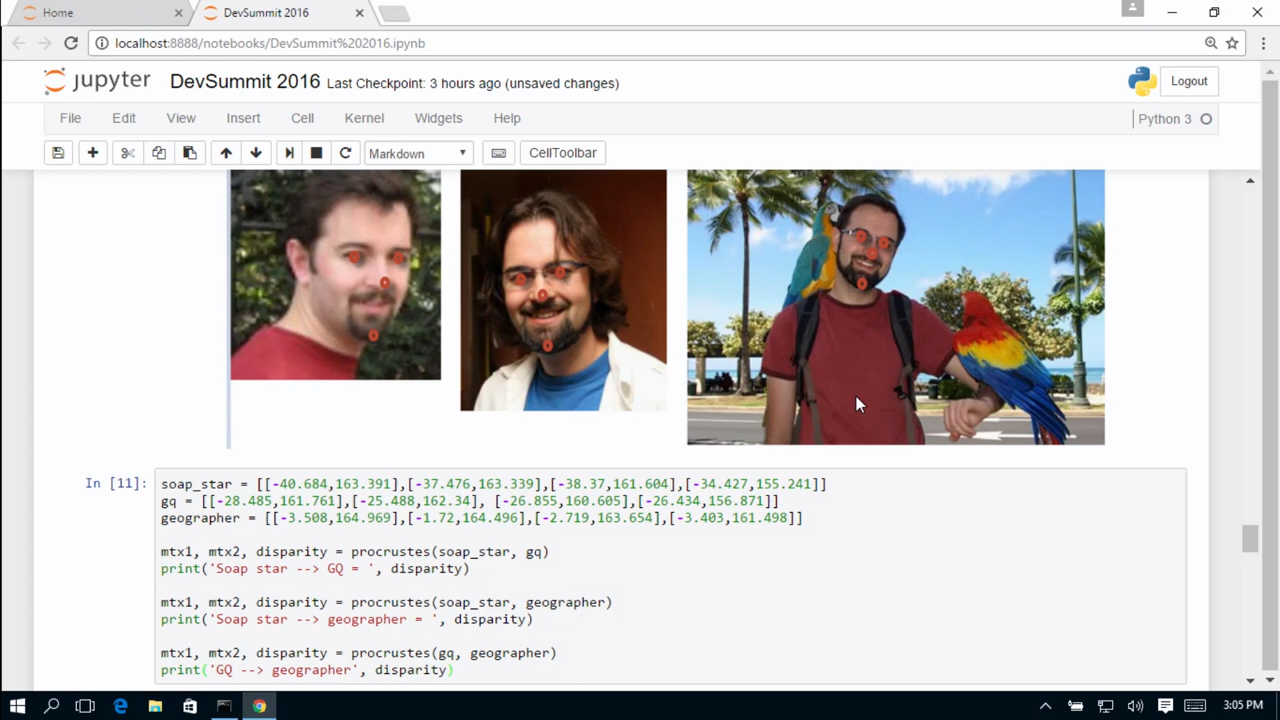 Home
DevSummit 2016
localhost:8888/notebooks/DevSummit%202016.ipynb
jupyter DevSummit 2016 Last Checkpoint: 3 hours ago (unsaved changes)
Logout
File Edit View Insert Cell Kernel Widgets Help
Python 3
Markdown
CellToolbar
In [11]:
soap_star = [[-40.684,163.391],[-37.476,163.339],[-38.37,161.604],[-34.427,155.241]]
gq = [[-28.485,161.761],[-25.488,162.34], [-26.855,160.605],[-26.434,156.871]]
geographer = [[-3.508,164.969],[-1.72,164.496],[-2.719,163.654],[-3.403,161.498]]
mtx1, mtx2, disparity = procrustes(soap_star, gq)
print('Soap star --> GQ = ', disparity)
mtx1, mtx2, disparity = procrustes(soap_star, geographer)
print('Soap star --> geographer = ', disparity)
mtx1, mtx2, disparity = procrustes(gq, geographer)
print('GQ --> geographer', disparity)
3:05 PM